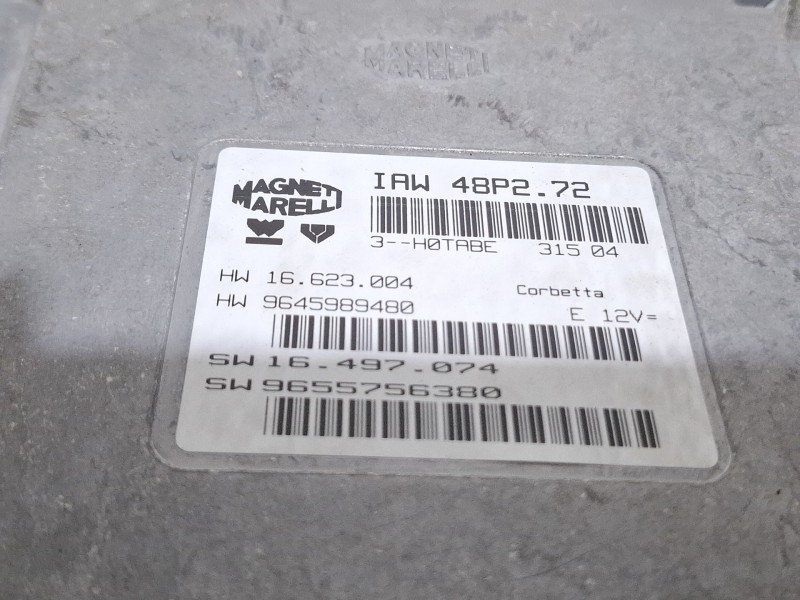 MAGNETI
MARELLI
MAGNETI
MARELLI
IAW 48P2.72
3--H0TABE 315 04
HW 16.623.004
Corbetta
HW 9645989480
E 12V=
SW 16.497.074
SW 9655756380